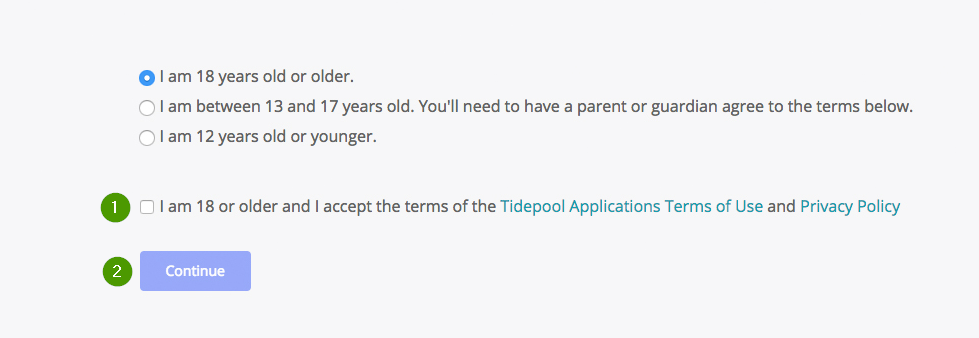 I am 18 years old or older.
I am between 13 and 17 years old. You'll need to have a parent or guardian agree to the terms below.
I am 12 years old or younger.
1 I am 18 or older and I accept the terms of the Tidepool Applications Terms of Use and Privacy Policy
2 Continue